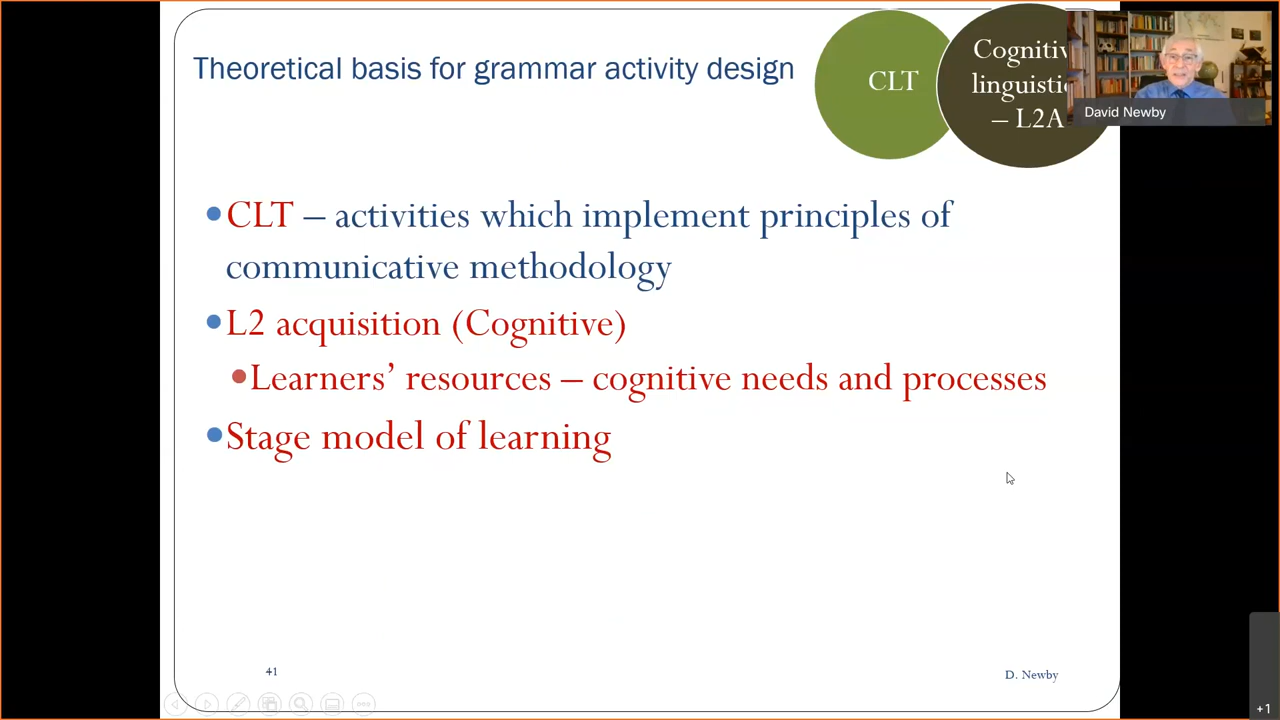 Theoretical basis for grammar activity design
CLT
Cognitiv
linguisti
– L2A
David Newby
•CLT – activities which implement principles of
communicative methodology
•L2 acquisition (Cognitive)
•Learners’ resources – cognitive needs and processes
•Stage model of learning
41
D. Newby
+1